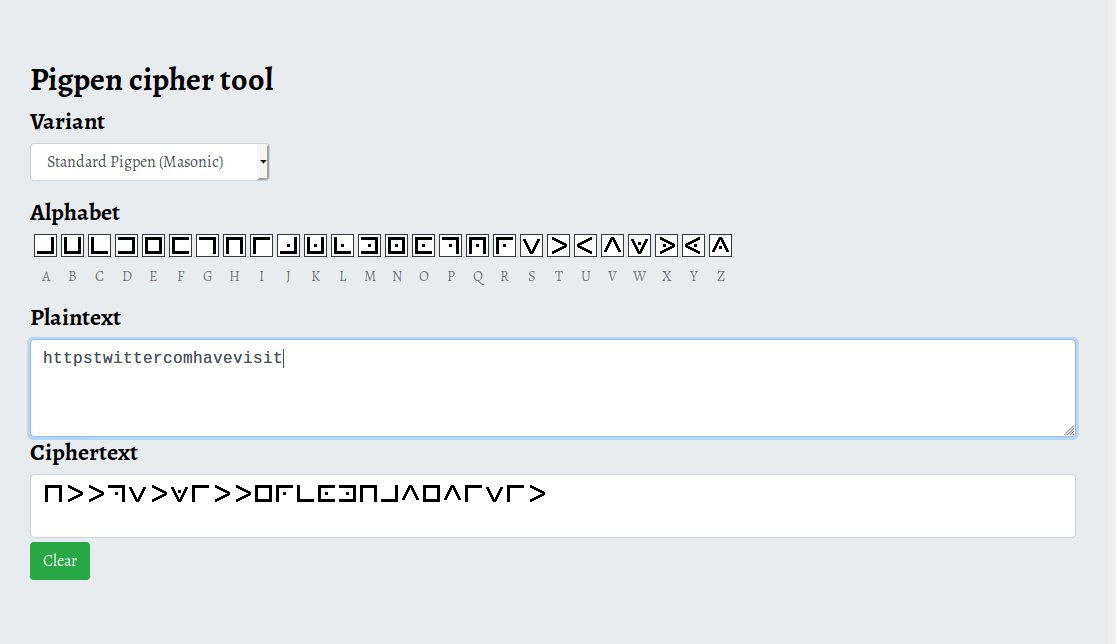 Pigpen cipher tool
Variant
Standard Pigpen (Masonic)
Alphabet
A B C D E F G H I J K L M N O P Q R S T U V W X Y Z
Plaintext
httpstwittercomhavevisit
Ciphertext
Clear